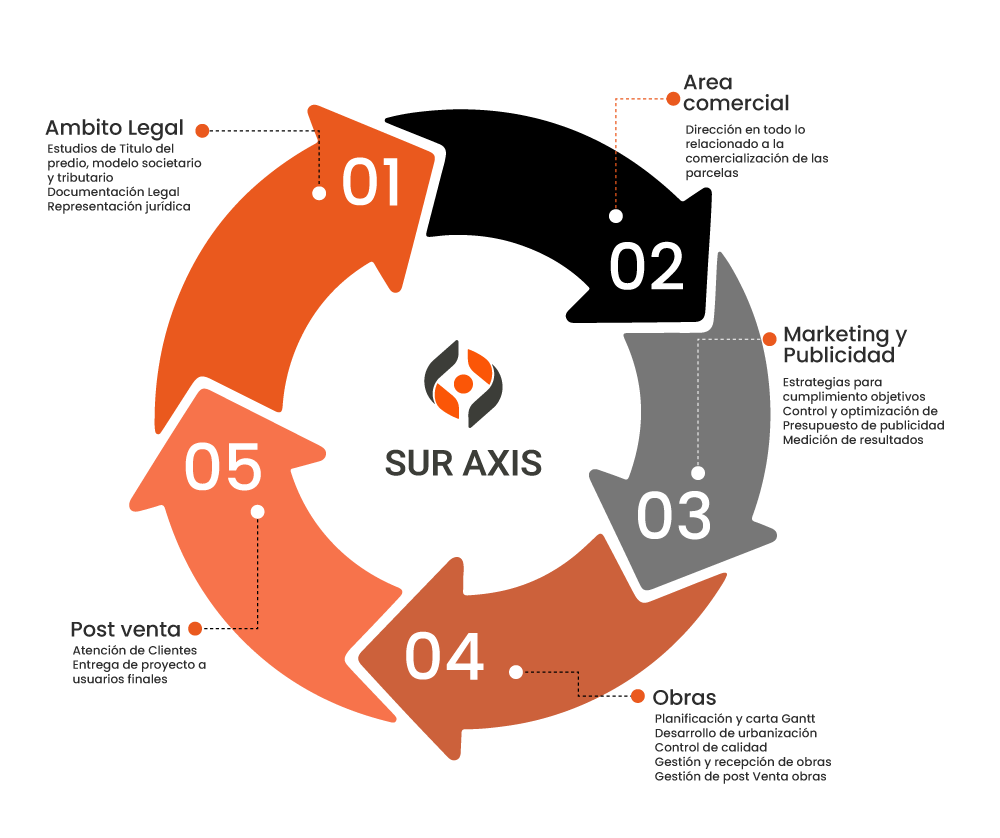 Ambito Legal
Estudios de Titulo del
predio, modelo societario
y tributario
Documentación Legal
Representación jurídica
01
Area
comercial
Dirección en todo lo
relacionado a la
comercialización de las
parcelas
02
Marketing y
Publicidad
Estrategias para
cumplimiento objetivos
Control y optimización de
Presupuesto de publicidad
Medición de resultados
03
SUR AXIS
04
Obras
Planificación y carta Gantt
Desarrollo de urbanización
Control de calidad
Gestión y recepción de obras
Gestión de post Venta obras
05
Post venta
Atención de Clientes
Entrega de proyecto a
usuarios finales